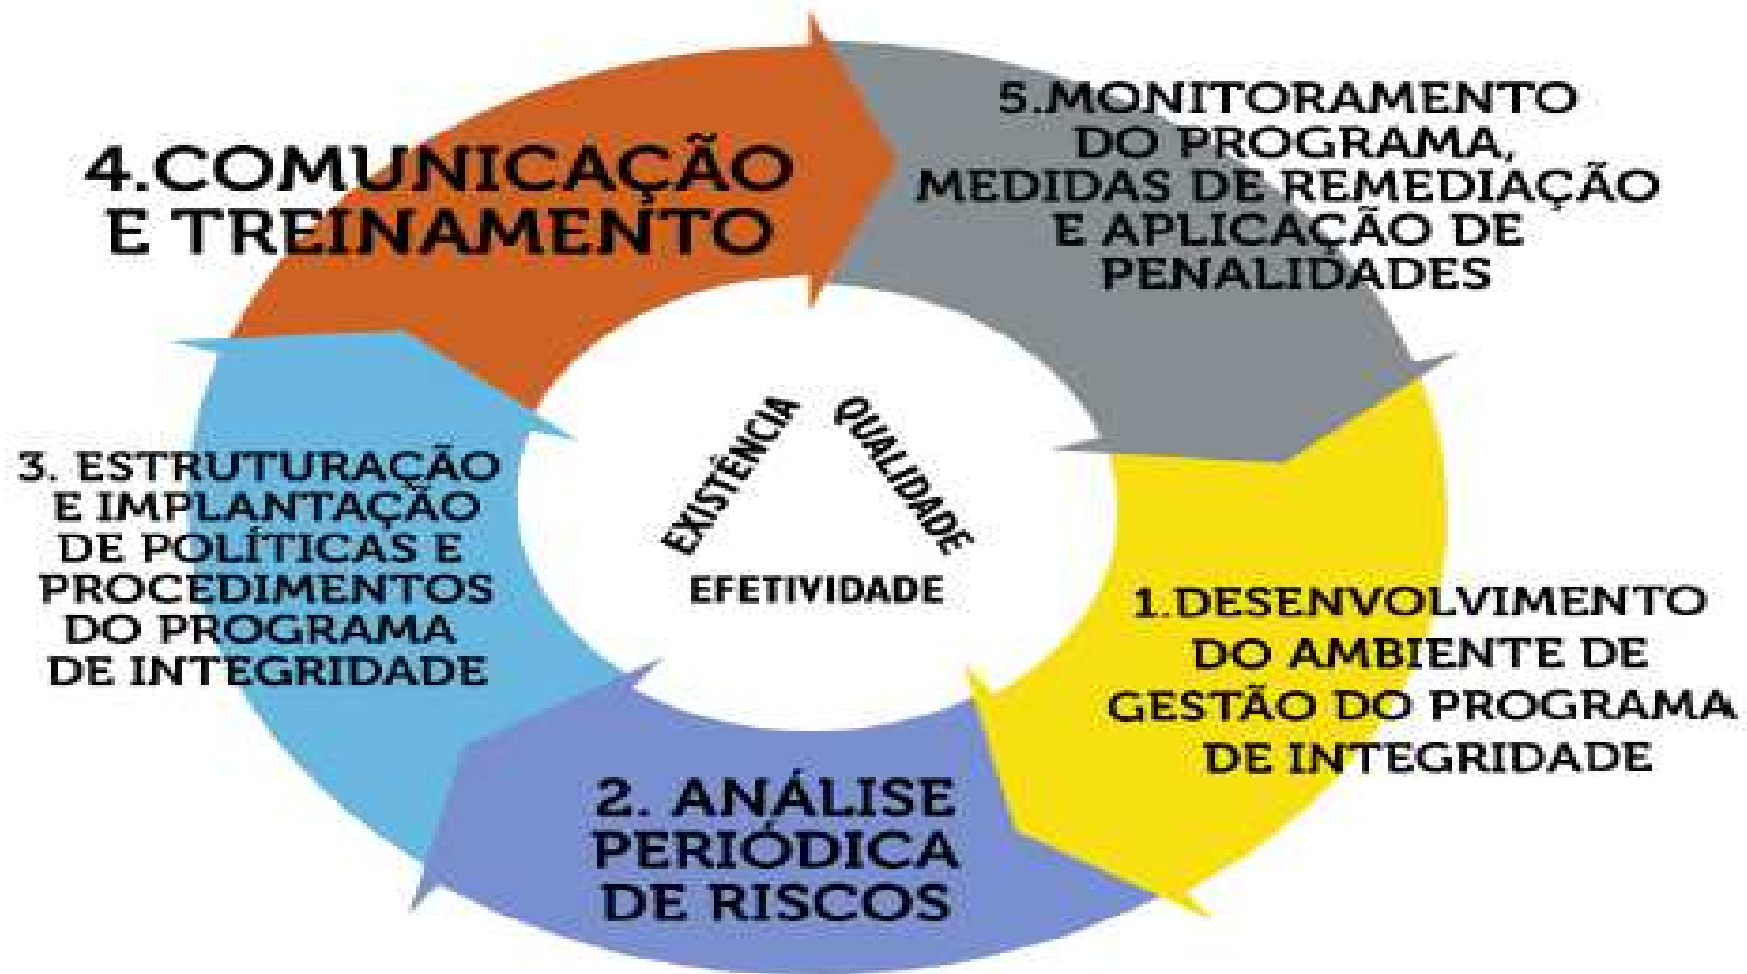 4.COMUNICAÇÃO
E TREINAMENTO
5.MONITORAMENTO
DO PROGRAMA,
MEDIDAS DE REMEDIAÇÃO
E APLICAÇÃO DE
PENALIDADES
3. ESTRUTURAÇÃO
E IMPLANTAÇÃO
DE POLÍTICAS E
PROCEDIMENTOS
DO PROGRAMA
DE INTEGRIDADE
EXISTÊNCIA
QUALIDADE
EFETIVIDADE
1.DESENVOLVIMENTO
DO AMBIENTE DE
GESTÃO DO PROGRAMA
DE INTEGRIDADE
2. ANÁLISE
PERIÓDICA
DE RISCOS